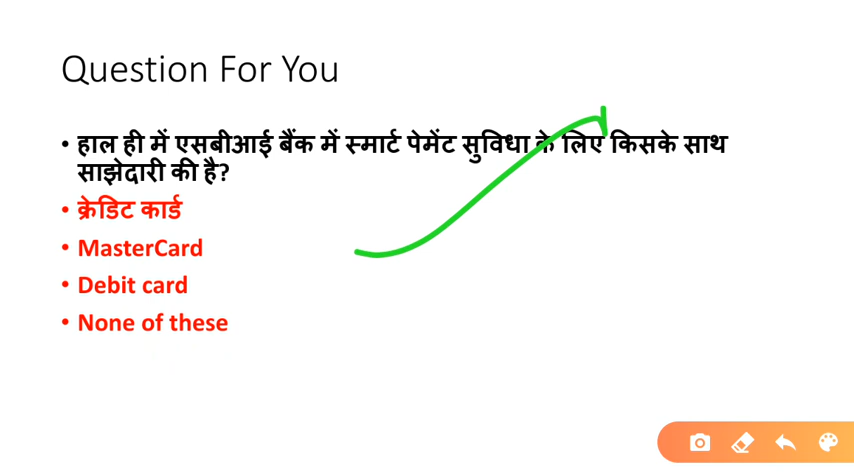 Question For You
• हाल ही में एसबीआई बैंक में स्मार्ट पेमेंट सुविधा के लिए किसके साथ
साझेदारी की है?
• क्रेडिट कार्ड
• MasterCard
• Debit card
• None of these